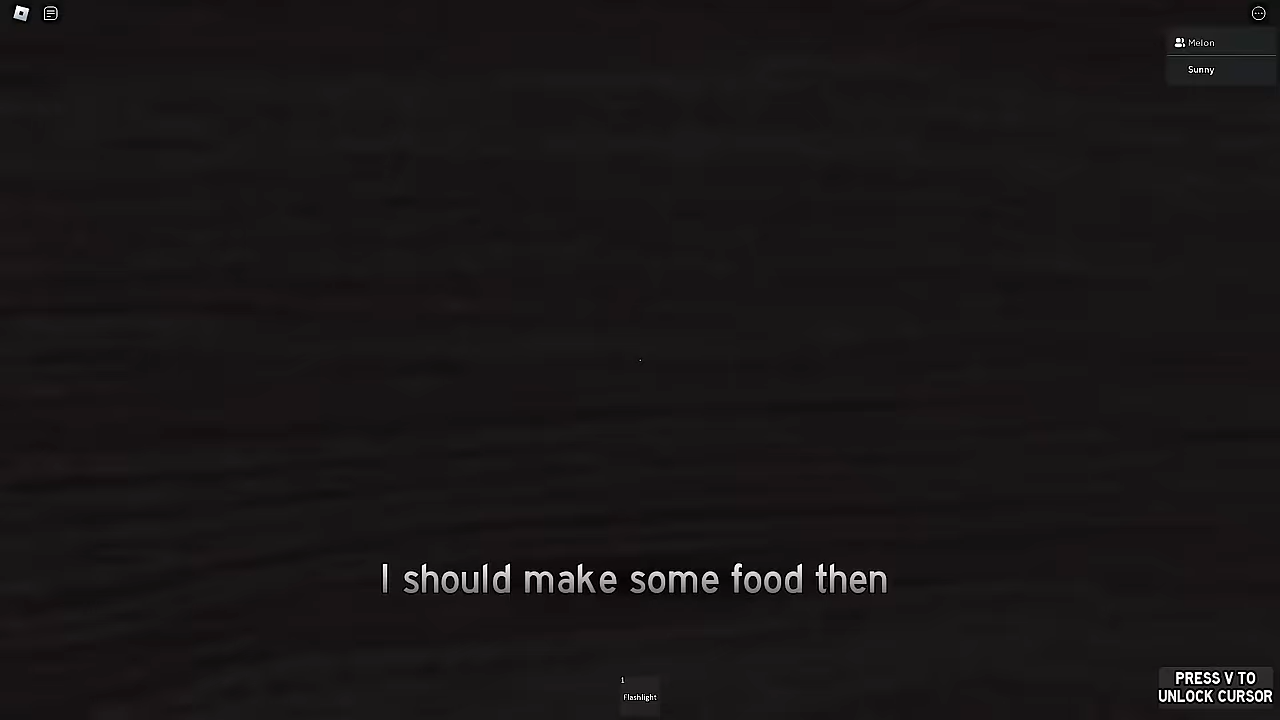 Melon
Sunny
I should make some food then
1
Flashlight
PRESS V TO
UNLOCK CURSOR